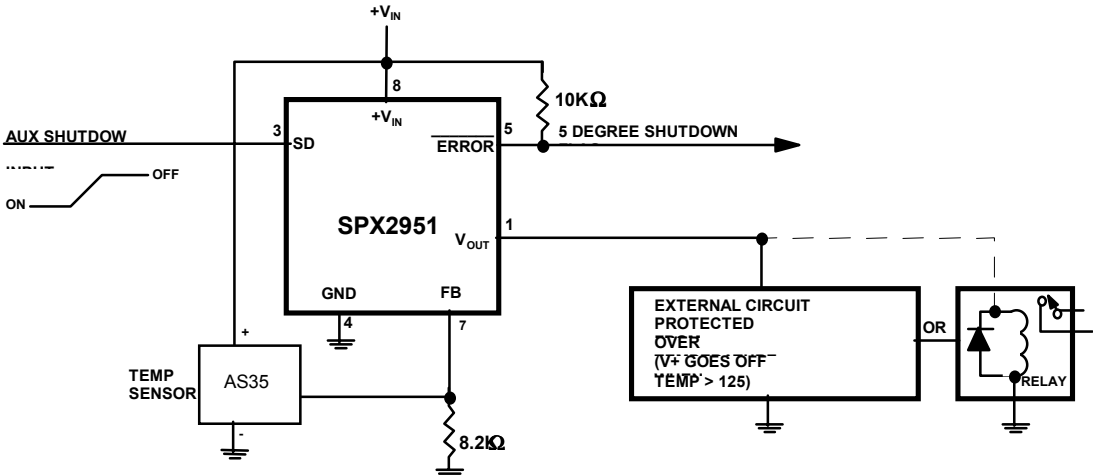 +VIN
8
+VIN
10KΩ
AUX SHUTDOW
3
SD
ERROR
5
5 DEGREE SHUTDOWN
OFF
ON
SPX2951
VOUT
1
GND
FB
4
7
EXTERNAL CIRCUIT
PROTECTED
OVER
(V+ GOES OFF
TEMP > 125)
OR
RELAY
+
TEMP
SENSOR
AS35
-
8.2KΩ